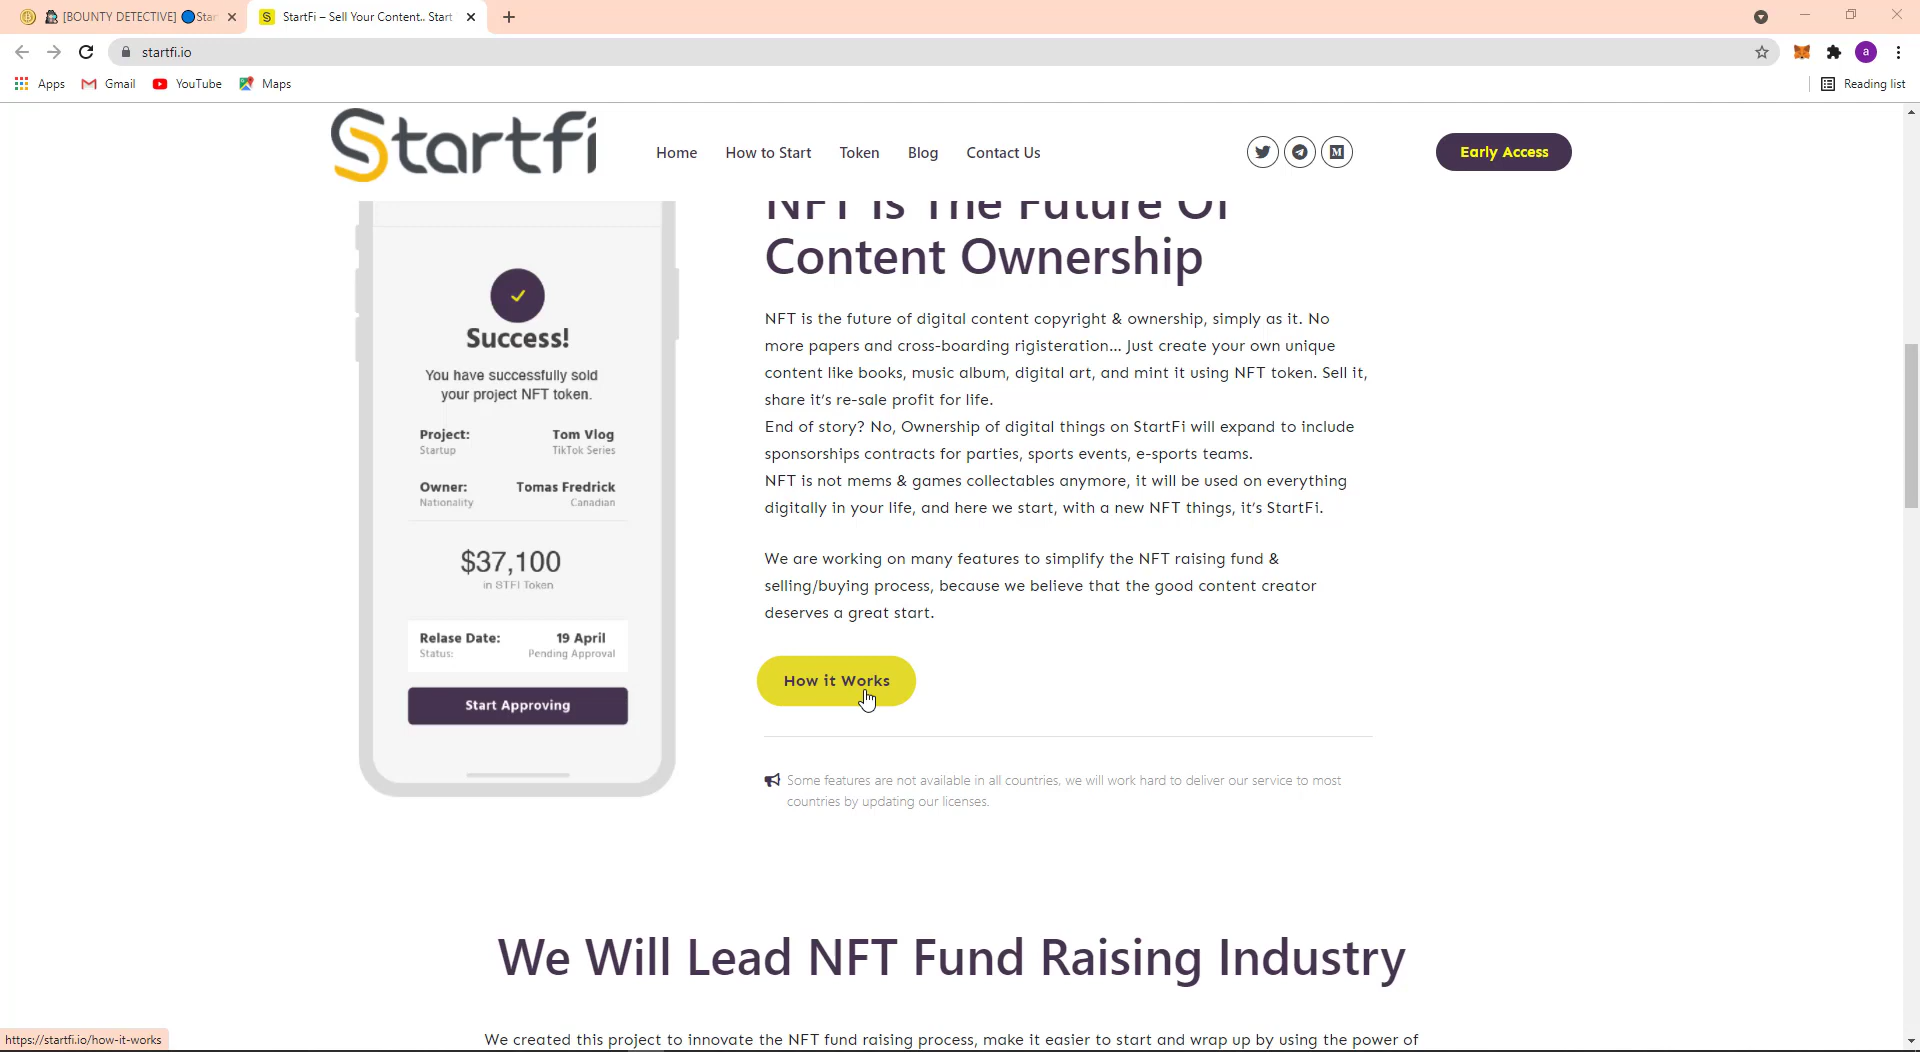 [BOUNTY DETECTIVE] 🔵Star
StartFi – Sell Your Content.. Start
startfi.io
a
Apps
Gmail
YouTube
Maps
Reading list
Startfi
Home
How to Start
Token
Blog
Contact Us
Early Access
NFT Is The Future Of
Content Ownership
Success!
You have successfully sold
your project NFT token.
Project: Tom Vlog
Startup TikTok Series
Owner: Tomas Fredrick
Nationality Canadian
$37,100
in STFI Token
Relase Date: 19 April
Status: Pending Approval
Start Approving
NFT is the future of digital content copyright & ownership, simply as it. No
more papers and cross-boarding rigisteration... Just create your own unique
content like books, music album, digital art, and mint it using NFT token. Sell it,
share it's re-sale profit for life.
End of story? No, Ownership of digital things on StartFi will expand to include
sponsorships contracts for parties, sports events, e-sports teams.
NFT is not mems & games collectables anymore, it will be used on everything
digitally in your life, and here we start, with a new NFT things, it's StartFi.
We are working on many features to simplify the NFT raising fund &
selling/buying process, because we believe that the good content creator
deserves a great start.
How it Works
Some features are not available in all countries, we will work hard to deliver our service to most
countries by updating our licenses.
We Will Lead NFT Fund Raising Industry
We created this project to innovate the NFT fund raising process, make it easier to start and wrap up by using the power of
https://startfi.io/how-it-works